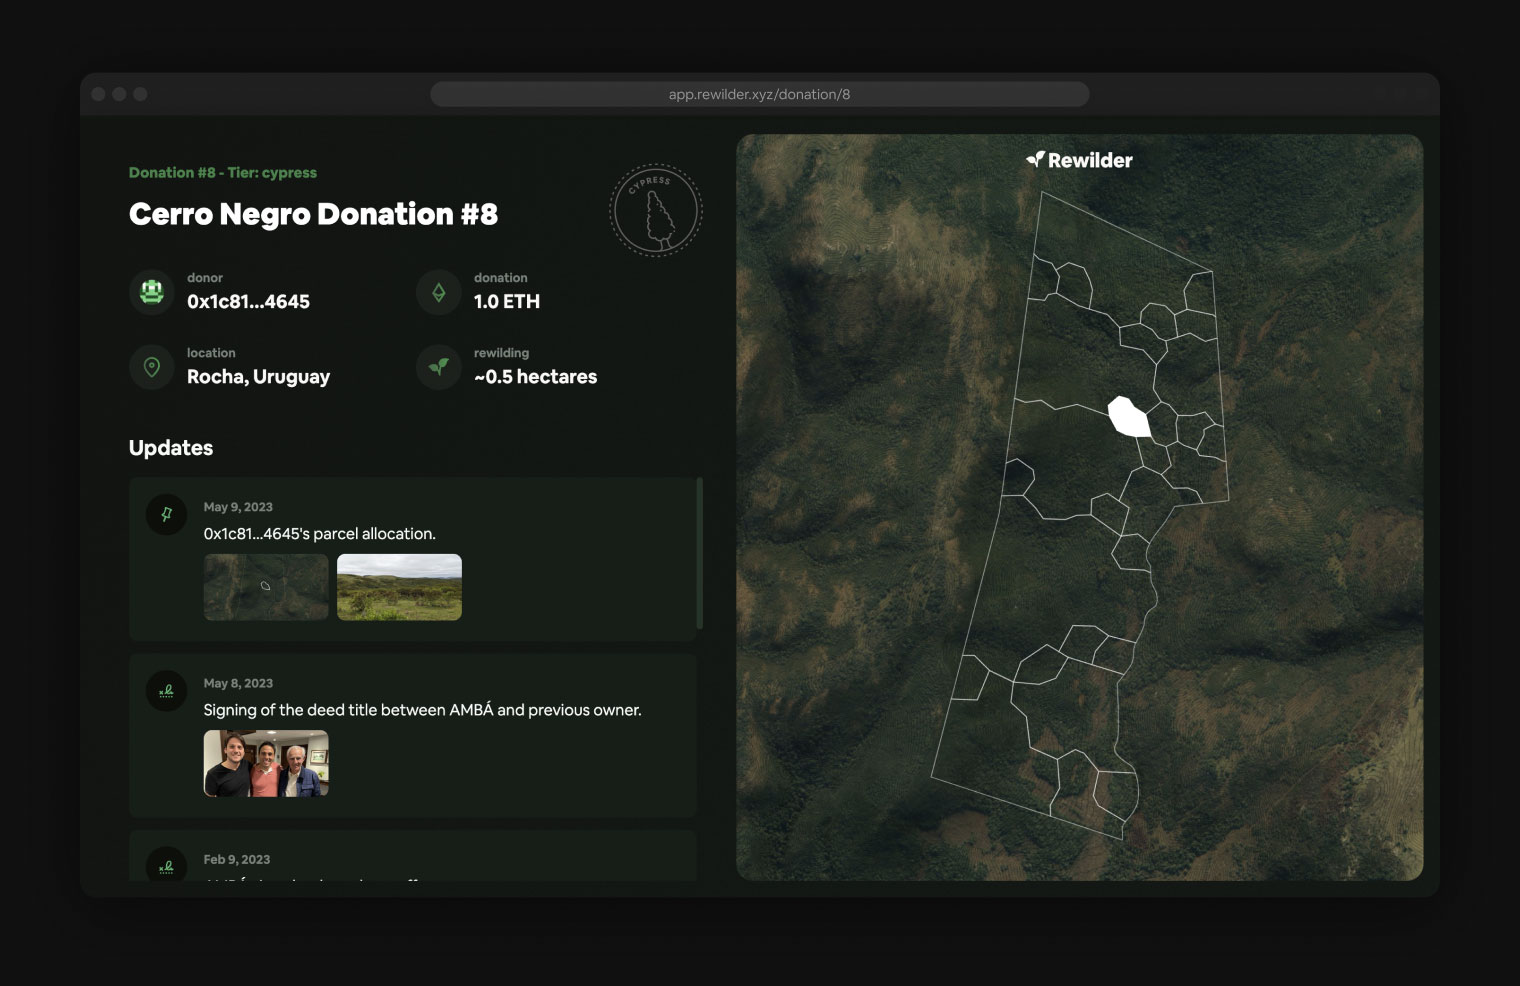 app.rewilder.xyz/donation/8
Donation #8 - Tier: cypress
Cerro Negro Donation #8
CYPRESS
donor
0x1c81...4645
donation
1.0 ETH
location
Rocha, Uruguay
rewilding
~0.5 hectares
Updates
May 9, 2023
0x1c81...4645's parcel allocation.
May 8, 2023
Signing of the deed title between AMBÁ and previous owner.
Feb 9, 2023
Rewilder